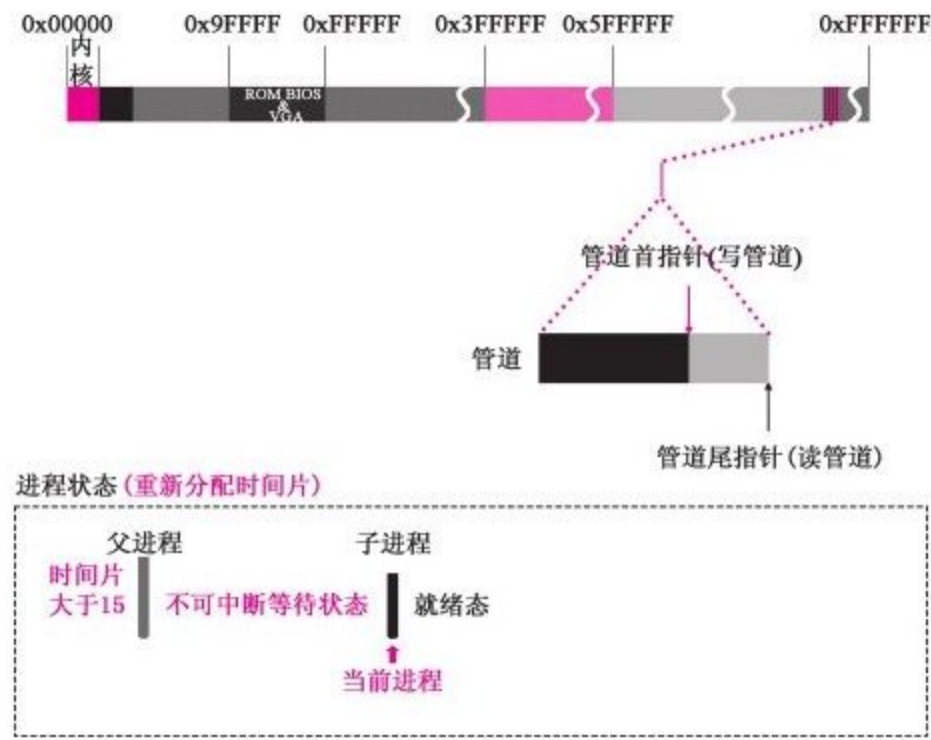 0x00000 0x9FFFF 0xFFFFF 0x3FFFFF 0x5FFFFF 0xFFFFFF
内
核
ROM BIOS
&
VGA
管道首指针(写管道)
管道
管道尾指针(读管道)
进程状态(重新分配时间片)
父进程 子进程
时间片
大于15 不可中断等待状态 就绪态
当前进程